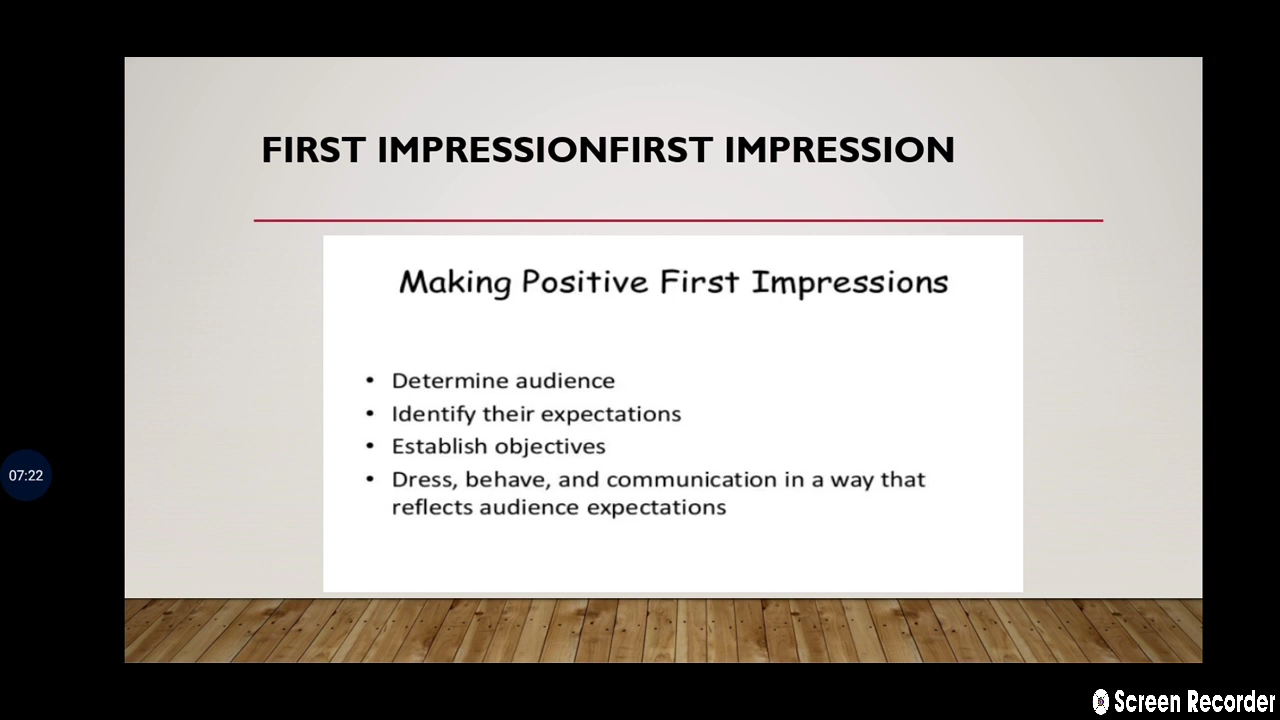 FIRST IMPRESSIONFIRST IMPRESSION
Making Positive First Impressions
• Determine audience
• Identify their expectations
• Establish objectives
• Dress, behave, and communication in a way that
reflects audience expectations
07:22
Screen Recorder